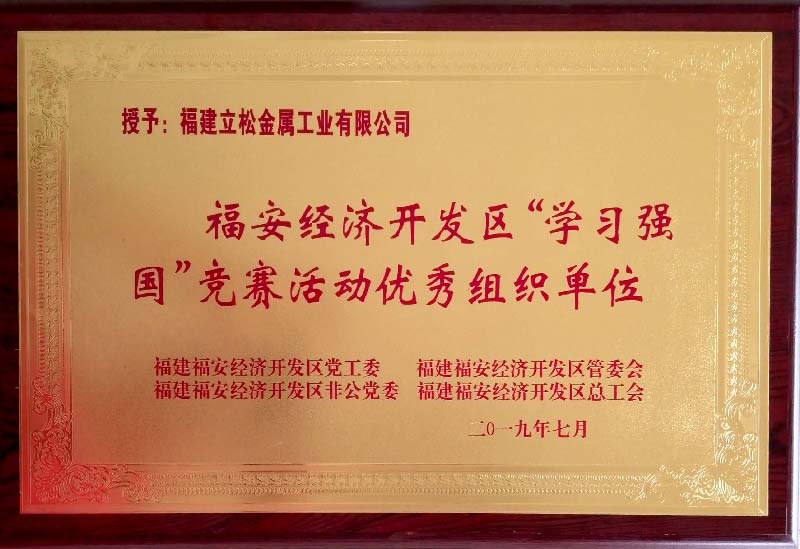 授予：福建立松金属工业有限公司
福安经济开发区“学习强
国”竞赛活动优秀组织单位
福建福安经济开发区党工委 福建福安经济开发区管委会
福建福安经济开发区非公党委 福建福安经济开发区总工会
二0一九年七月